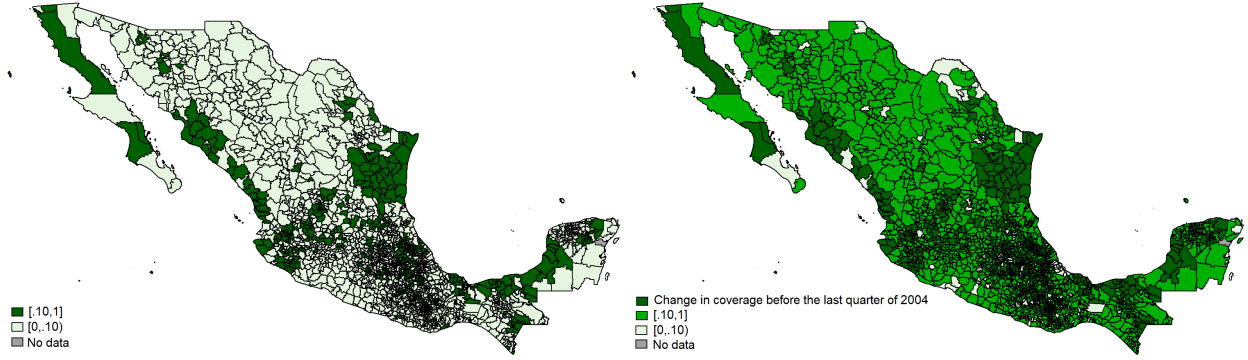 [.10,1]
[0,.10)
No data
Change in coverage before the last quarter of 2004
[.10,1]
[0,.10)
No data